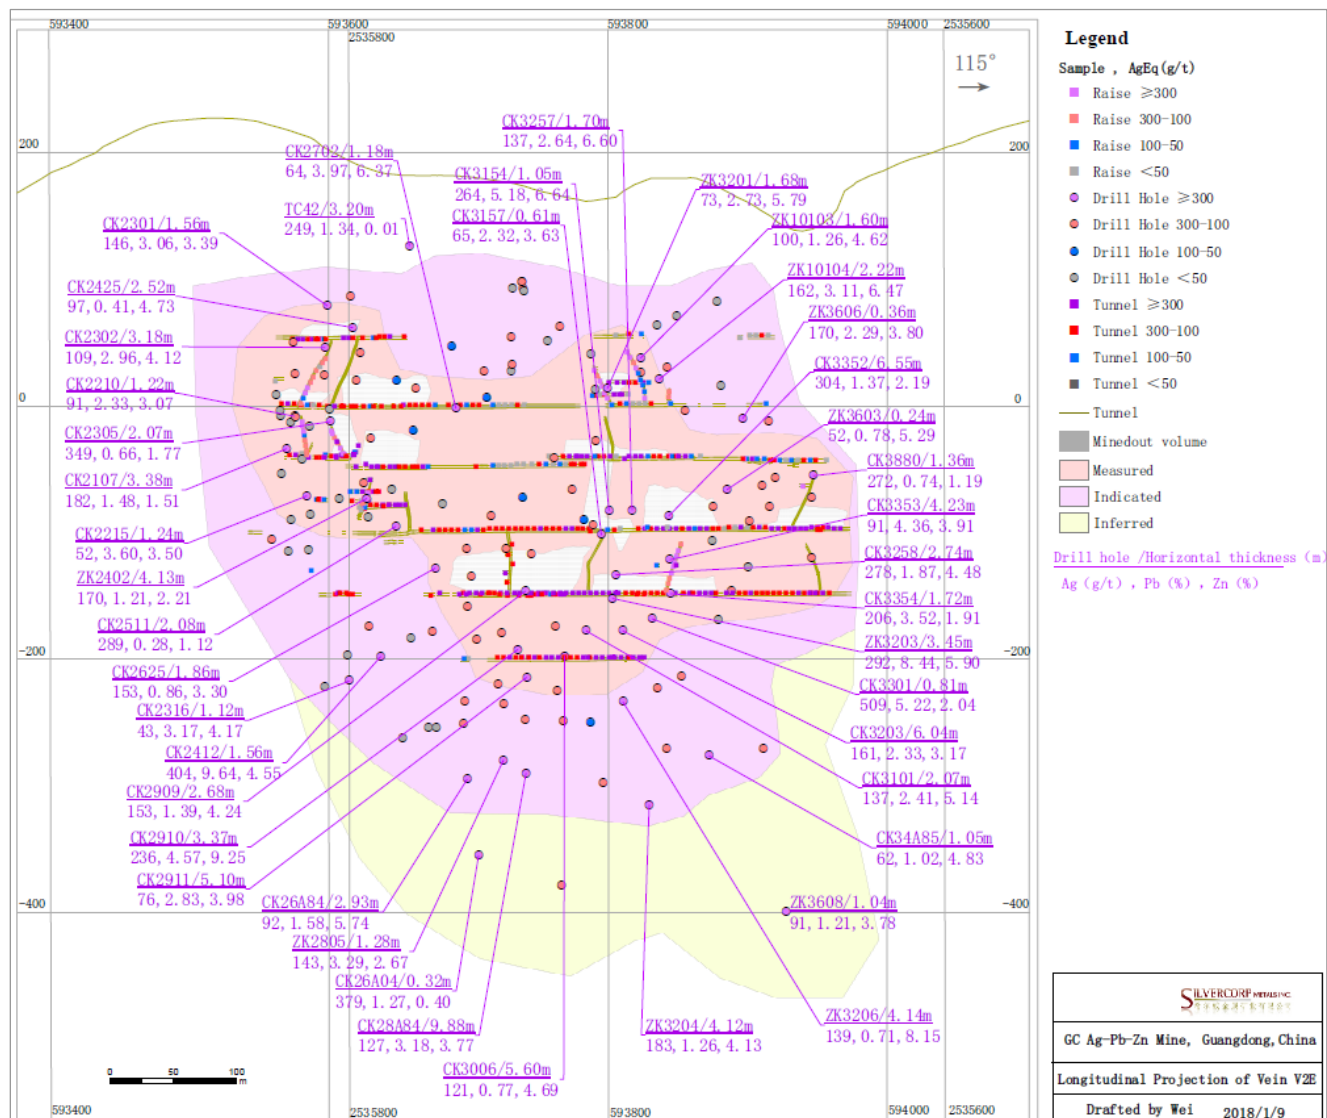 593400
593600
2535800
593800
594000 2535600
115°
200
200
CK3257/1.70m
137, 2.64, 6.60
CK2702/1.18m
64, 3.97, 6.37
CK3154/1.05m
264, 5.18, 6.64
ZK3201/1.68m
73, 2.73, 5.79
TC42/3.20m
249, 1.34, 0.01
CK3157/0.61m
65, 2.32, 3.63
ZK10103/1.60m
100, 1.26, 4.62
CK2301/1.56m
146, 3.06, 3.39
ZK10104/2.22m
162, 3.11, 6.47
CK2425/2.52m
97, 0.41, 4.73
ZK3606/0.36m
170, 2.29, 3.80
CK2302/3.18m
109, 2.96, 4.12
CK3352/6.55m
304, 1.37, 2.19
CK2210/1.22m
91, 2.33, 3.07
0
0
ZK3603/0.24m
52, 0.78, 5.29
CK2305/2.07m
349, 0.66, 1.77
CK3880/1.36m
272, 0.74, 1.19
CK2107/3.38m
182, 1.48, 1.51
CK3353/4.23m
91, 4.36, 3.91
CK2215/1.24m
52, 3.60, 3.50
CK3258/2.74m
278, 1.87, 4.48
ZK2402/4.13m
170, 1.21, 2.21
CK3354/1.72m
206, 3.52, 1.91
CK2511/2.08m
289, 0.28, 1.12
ZK3203/3.45m
292, 8.44, 5.90
-200
-200
CK2625/1.86m
153, 0.86, 3.30
CK3301/0.81m
509, 5.22, 2.04
CK2316/1.12m
43, 3.17, 4.17
CK3203/6.04m
161, 2.33, 3.17
CK2412/1.56m
404, 9.64, 4.55
CK3101/2.07m
137, 2.41, 5.14
CK2909/2.68m
153, 1.39, 4.24
CK2910/3.37m
236, 4.57, 9.25
CK34A85/1.05m
62, 1.02, 4.83
CK2911/5.10m
76, 2.83, 3.98
CK26A84/2.93m
92, 1.58, 5.74
ZK3608/1.04m
91, 1.21, 3.78
-400
-400
ZK2805/1.28m
143, 3.29, 2.67
CK26A04/0.32m
379, 1.27, 0.40
CK28A84/9.88m
127, 3.18, 3.77
ZK3204/4.12m
183, 1.26, 4.13
ZK3206/4.14m
139, 0.71, 8.15
CK3006/5.60m
121, 0.77, 4.69
0 50 100
m
593400
2535800
593800
594000 2535600
Legend
Sample , AgEq(g/t)
Raise ≥300
Raise 300-100
Raise 100-50
Raise <50
Drill Hole ≥300
Drill Hole 300-100
Drill Hole 100-50
Drill Hole <50
Tunnel ≥300
Tunnel 300-100
Tunnel 100-50
Tunnel <50
Tunnel
Minedout volume
Measured
Indicated
Inferred
Drill hole /Horizontal thickness (m)
Ag (g/t) , Pb (%) , Zn (%)
SILVERCORP METALS INC.
GC Ag-Pb-Zn Mine, Guangdong,China
Longitudinal Projection of Vein V2E
Drafted by Wei 2018/1/9